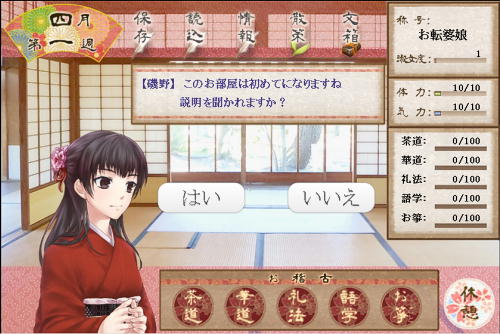 四月
第一週
保存
読込
情報
散策
文箱
称号:
お転婆娘
淑女度:
1
体力: 10/10
気力: 10/10
茶道: 0/100
華道: 0/100
礼法: 0/100
語学: 0/100
お箏: 0/100
【磯野】このお部屋は初めてになりますね
説明を聞かれますか？
はい
いいえ
お稽古
茶道
華道
礼法
語学
お箏
休憩